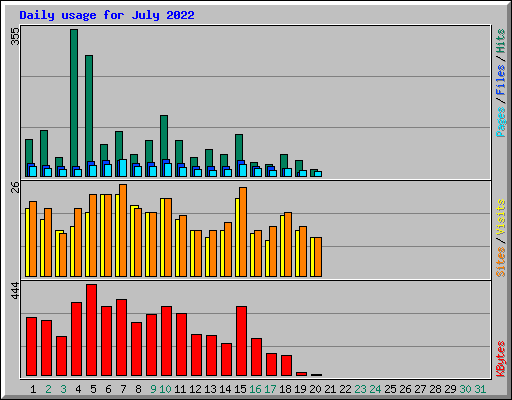 Daily usage for July 2022
355
Pages / Files / Hits
26
Sites / Visits
444
KBytes
1 2 3 4 5 6 7 8 9 10 11 12 13 14 15 16 17 18 19 20 21 22 23 24 25 26 27 28 29 30 31